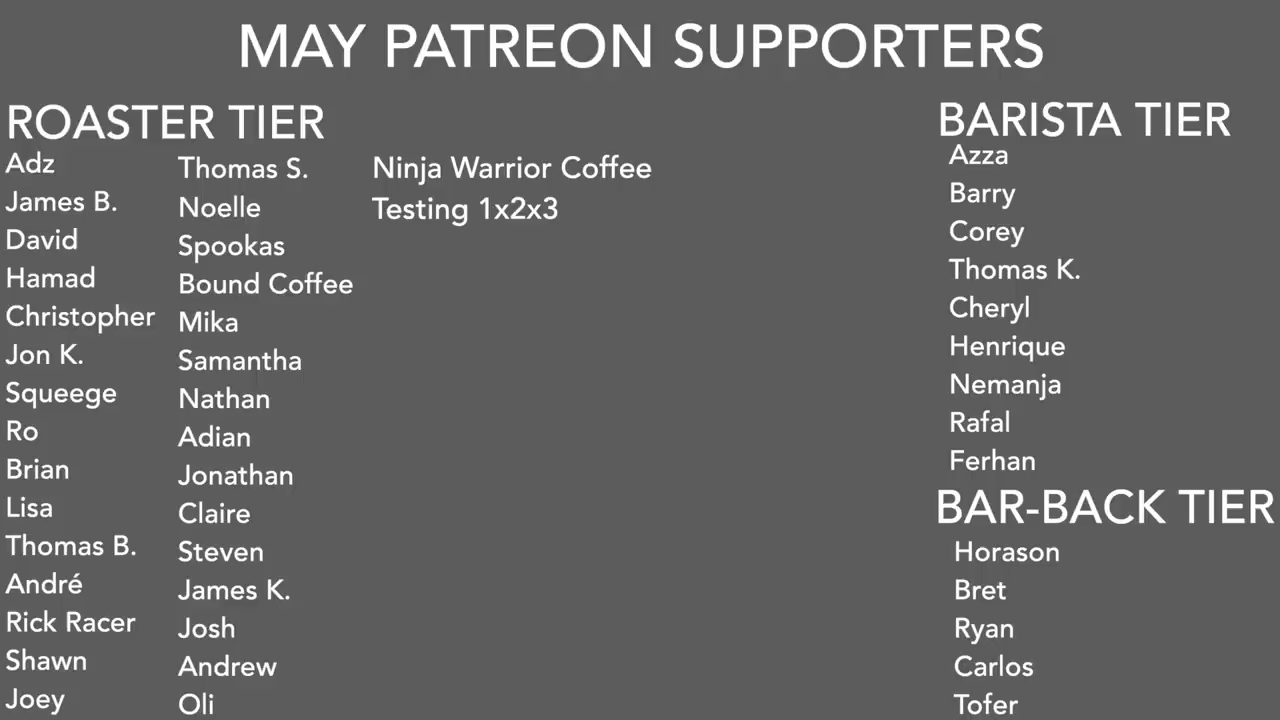 MAY PATREON SUPPORTERS
ROASTER TIER
Adz
James B.
David
Hamad
Christopher
Jon K.
Squeege
Ro
Brian
Lisa
Thomas B.
André
Rick Racer
Shawn
Joey
Thomas S.
Noelle
Spookas
Bound Coffee
Mika
Samantha
Nathan
Adian
Jonathan
Claire
Steven
James K.
Josh
Andrew
Oli
Ninja Warrior Coffee
Testing 1x2x3
BARISTA TIER
Azza
Barry
Corey
Thomas K.
Cheryl
Henrique
Nemanja
Rafal
Ferhan
BAR-BACK TIER
Horason
Bret
Ryan
Carlos
Tofer